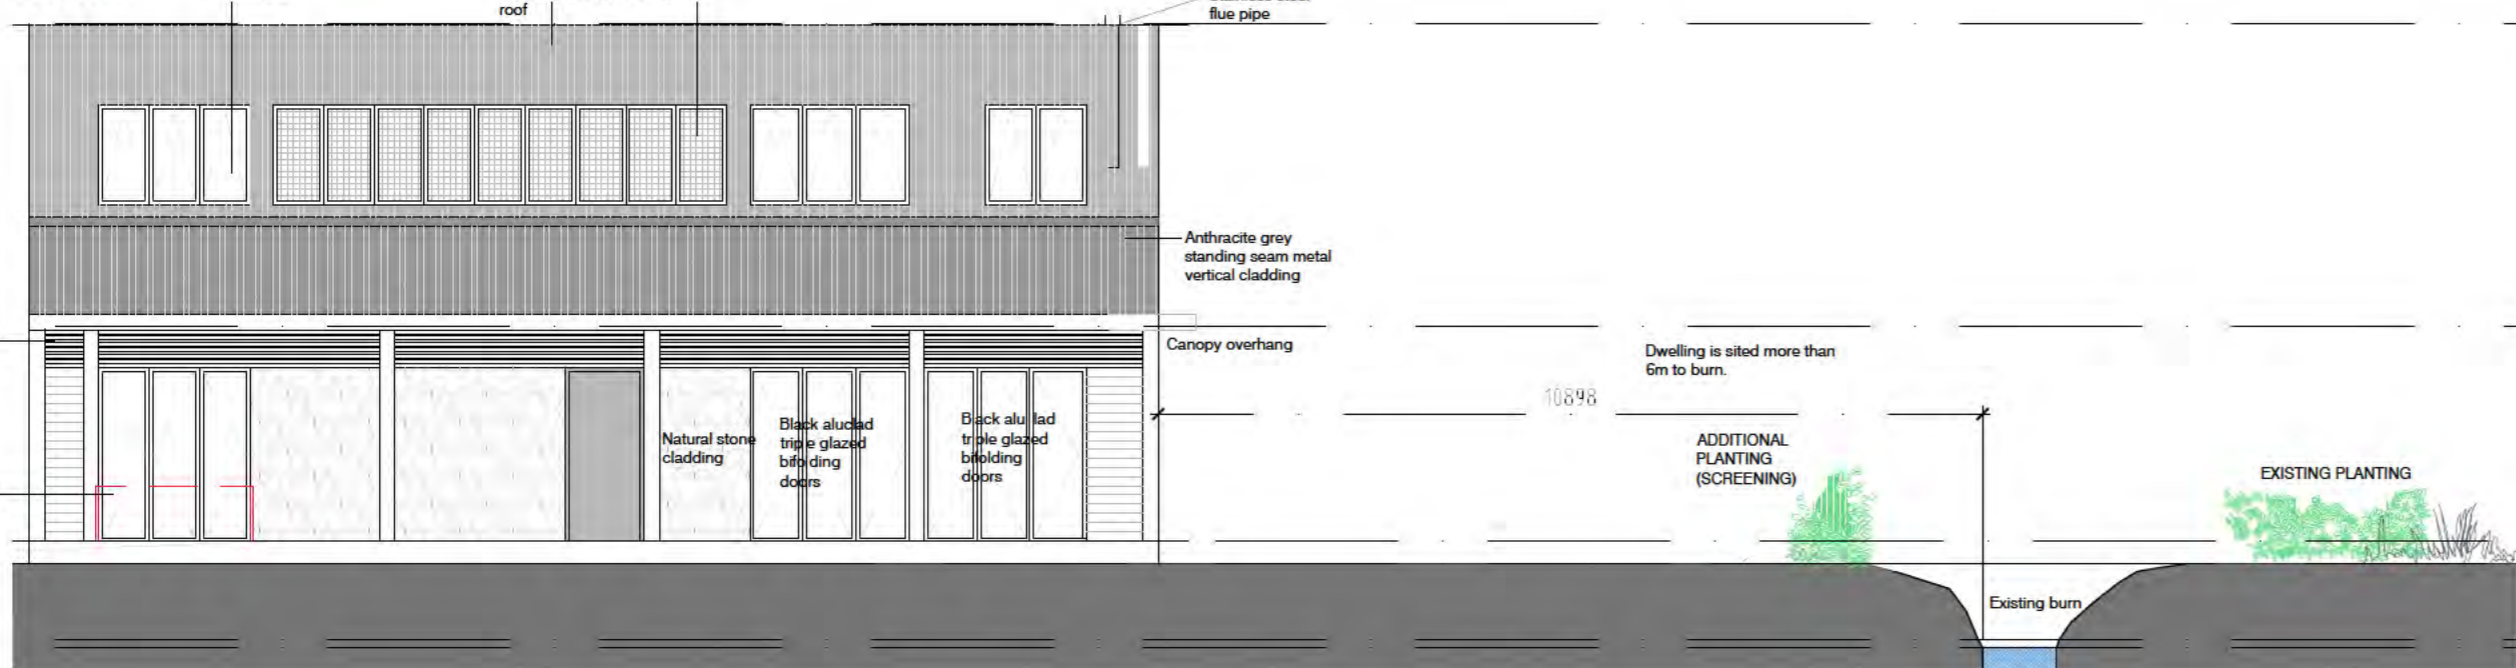 roof
flue pipe
Anthracite grey
standing seam metal
vertical cladding
Canopy overhang
Dwelling is sited more than
6m to burn.
10898
Natural stone
cladding
Black aluclad
triple glazed
bifolding
doors
Black aluclad
triple glazed
bifolding
doors
ADDITIONAL
PLANTING
(SCREENING)
EXISTING PLANTING
Existing burn